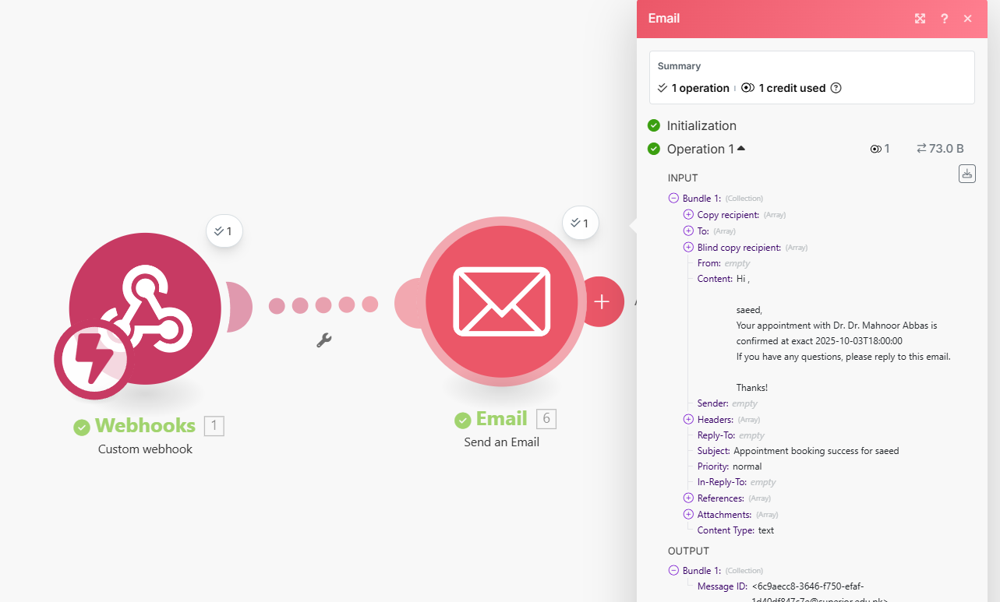 Email
?
Summary
1 operation
1 credit used ?
Initialization
Operation 1
1
73.0 B
INPUT
Bundle 1: (Collection)
Copy recipient: (Array)
To: (Array)
Blind copy recipient: (Array)
From: empty
Content: Hi ,
saeed,
Your appointment with Dr. Dr. Mahnoor Abbas is
confirmed at exact 2025-10-03T18:00:00
If you have any questions, please reply to this email.
Thanks!
Sender: empty
Headers: (Array)
Reply-To: empty
Subject: Appointment booking success for saeed
Priority: normal
In-Reply-To: empty
References: (Array)
Attachments: (Array)
Content Type: text
OUTPUT
Bundle 1: (Collection)
Message ID: <6c9aecc8-3646-f750-efaf-
1d40df847c7e@superior.edu.pk>
1
Webhooks 1
Custom webhook
1
Email 6
Send an Email